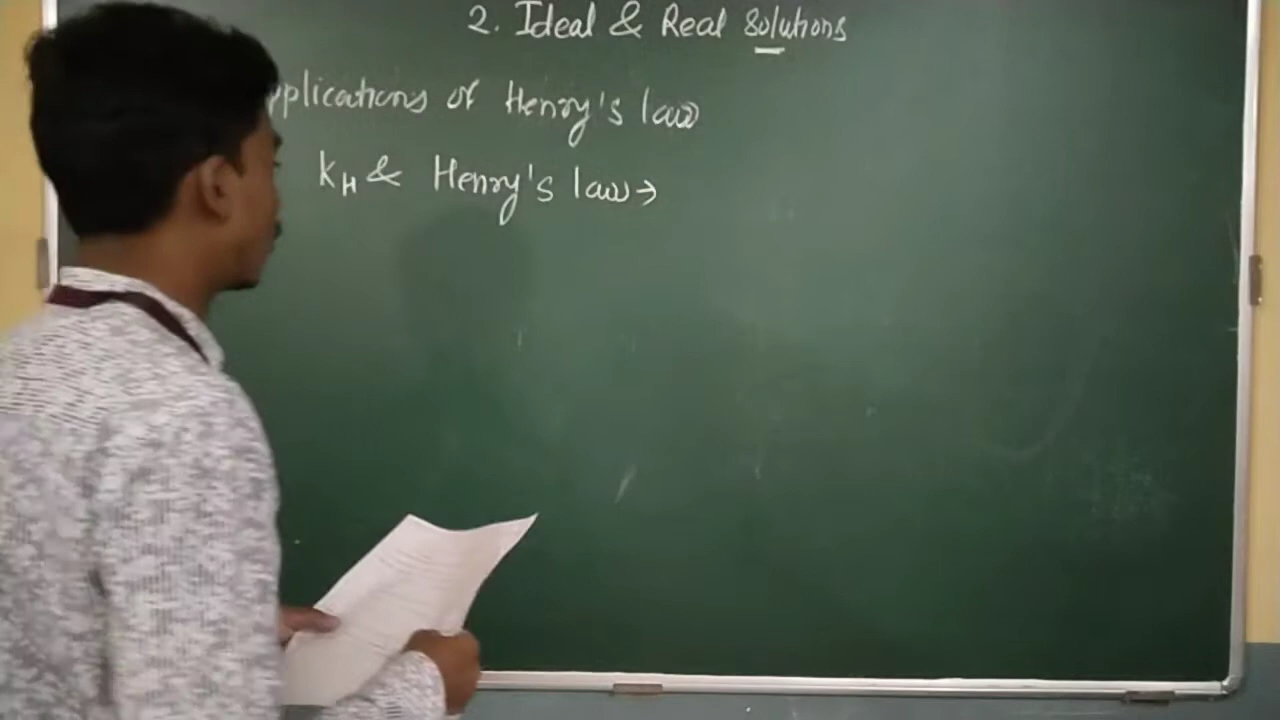 2. Ideal & Real Solutions
pplications of Henry's law
KH & Henry's law →